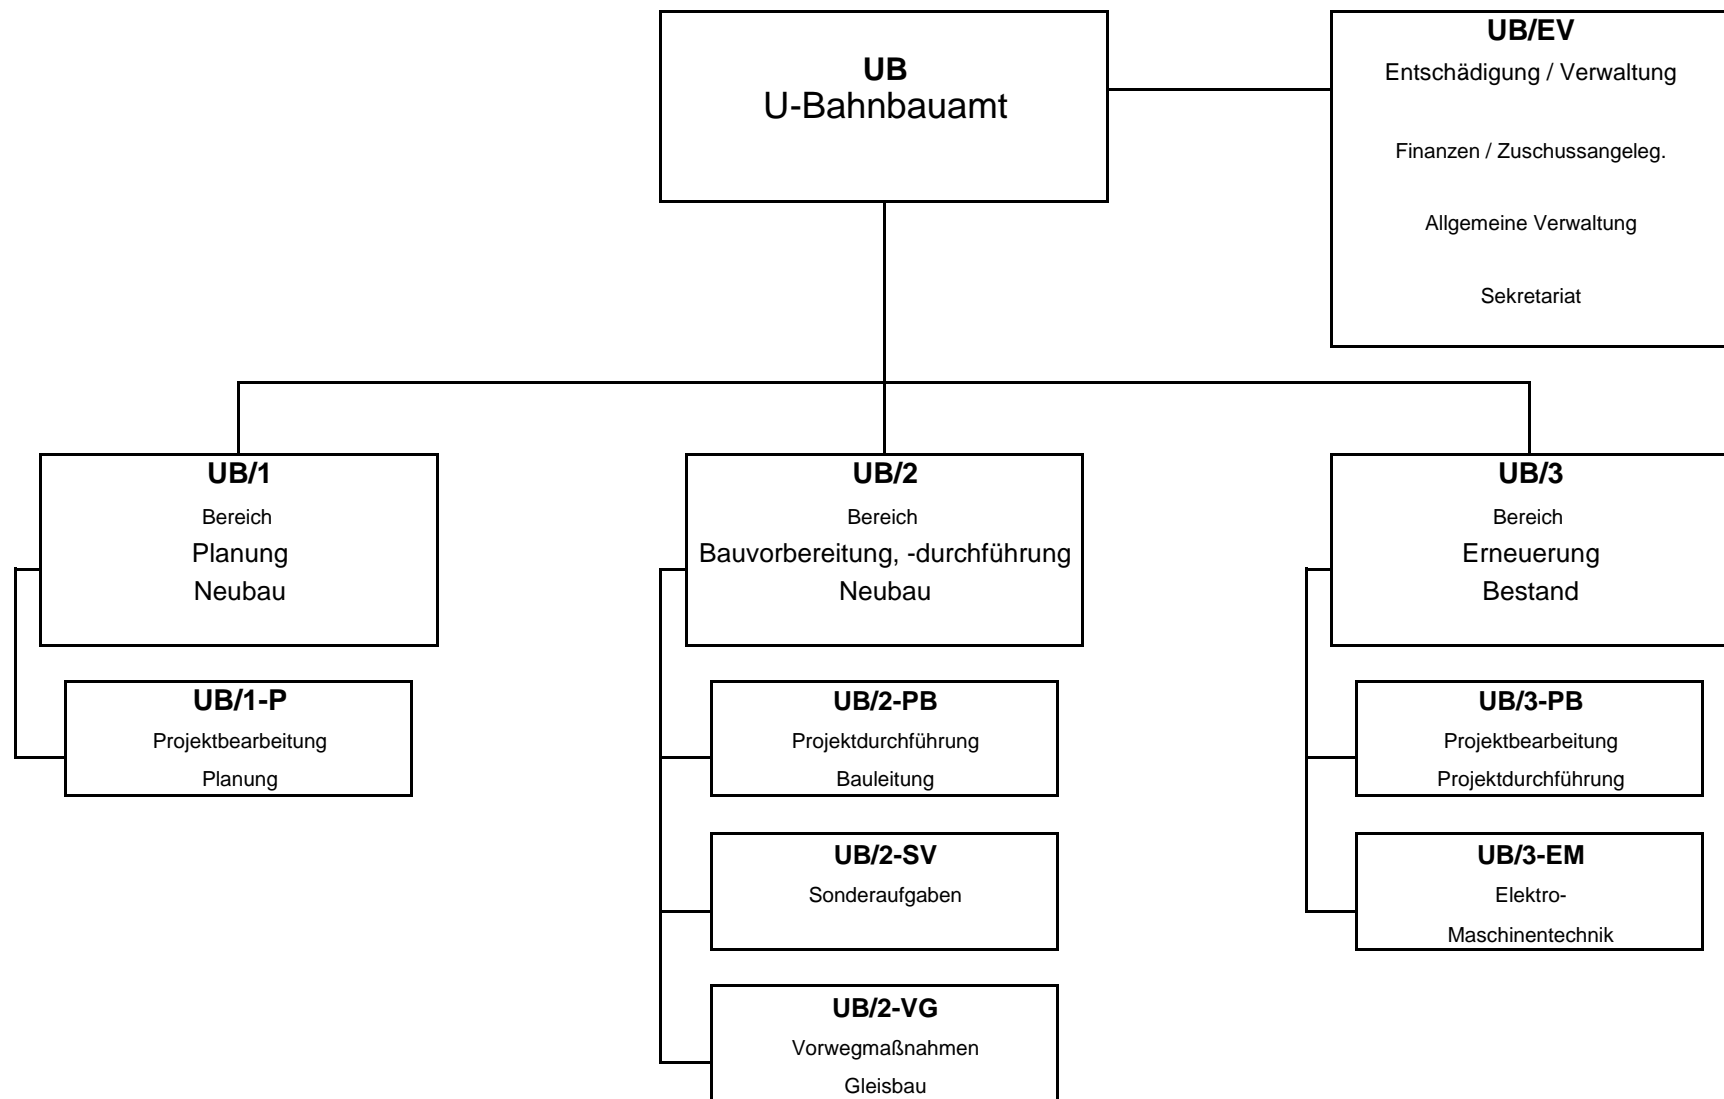 UB
U-Bahnbauamt
UB/EV
Entschädigung / Verwaltung
Finanzen / Zuschussangeleg.
Allgemeine Verwaltung
Sekretariat
UB/1
Bereich
Planung
Neubau
UB/1-P
Projektbearbeitung
Planung
UB/2
Bereich
Bauvorbereitung, -durchführung
Neubau
UB/2-PB
Projektdurchführung
Bauleitung
UB/2-SV
Sonderaufgaben
UB/2-VG
Vorwegmaßnahmen
Gleisbau
UB/3
Bereich
Erneuerung
Bestand
UB/3-PB
Projektbearbeitung
Projektdurchführung
UB/3-EM
Elektro-
Maschinentechnik